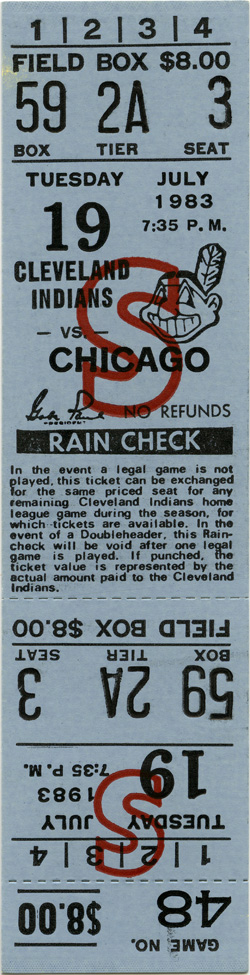 1 | 2 | 3 | 4
FIELD BOX $8.00
59 2A 3
BOX TIER SEAT
TUESDAY JULY
19 1983
7:35 P.M.
CLEVELAND
INDIANS
— VS. —
CHICAGO
S
PRESIDENT
NO REFUNDS
RAIN CHECK
In the event a legal game is not
played, this ticket can be exchanged
for the same priced seat for any
remaining Cleveland Indians home
league game during the season, for
which tickets are available. In the
event of a Doubleheader, this Rain-
check will be void after one legal
game is played. If punched, the
ticket value is represented by the
actual amount paid to the Cleveland
Indians.
GAME NO. 48 $8.00
1 | 2 | 3 | 4
TUESDAY JULY
19 1983
7:35 P.M.
S
59 2A 3
BOX TIER SEAT
FIELD BOX $8.00